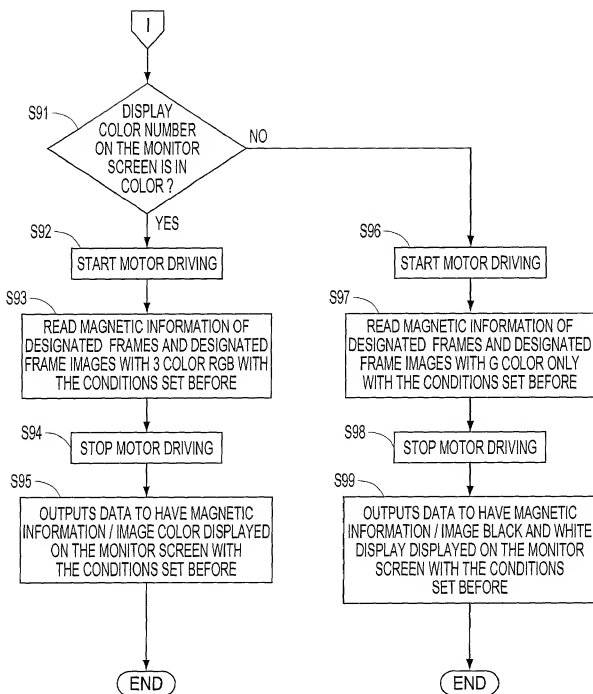 I
S91
DISPLAY
COLOR NUMBER
ON THE MONITOR
SCREEN IS IN
COLOR ?
NO
YES
S92
START MOTOR DRIVING
S93
READ MAGNETIC INFORMATION OF
DESIGNATED FRAMES AND DESIGNATED
FRAME IMAGES WITH 3 COLOR RGB WITH
THE CONDITIONS SET BEFORE
S94
STOP MOTOR DRIVING
S95
OUTPUTS DATA TO HAVE MAGNETIC
INFORMATION / IMAGE COLOR DISPLAYED
ON THE MONITOR SCREEN WITH
THE CONDITIONS SET BEFORE
END
S96
START MOTOR DRIVING
S97
READ MAGNETIC INFORMATION OF
DESIGNATED FRAMES AND DESIGNATED
FRAME IMAGES WITH G COLOR ONLY
WITH THE CONDITIONS SET BEFORE
S98
STOP MOTOR DRIVING
S99
OUTPUTS DATA TO HAVE MAGNETIC
INFORMATION / IMAGE BLACK AND WHITE
DISPLAY DISPLAYED ON THE MONITOR
SCREEN WITH THE CONDITIONS
SET BEFORE
END